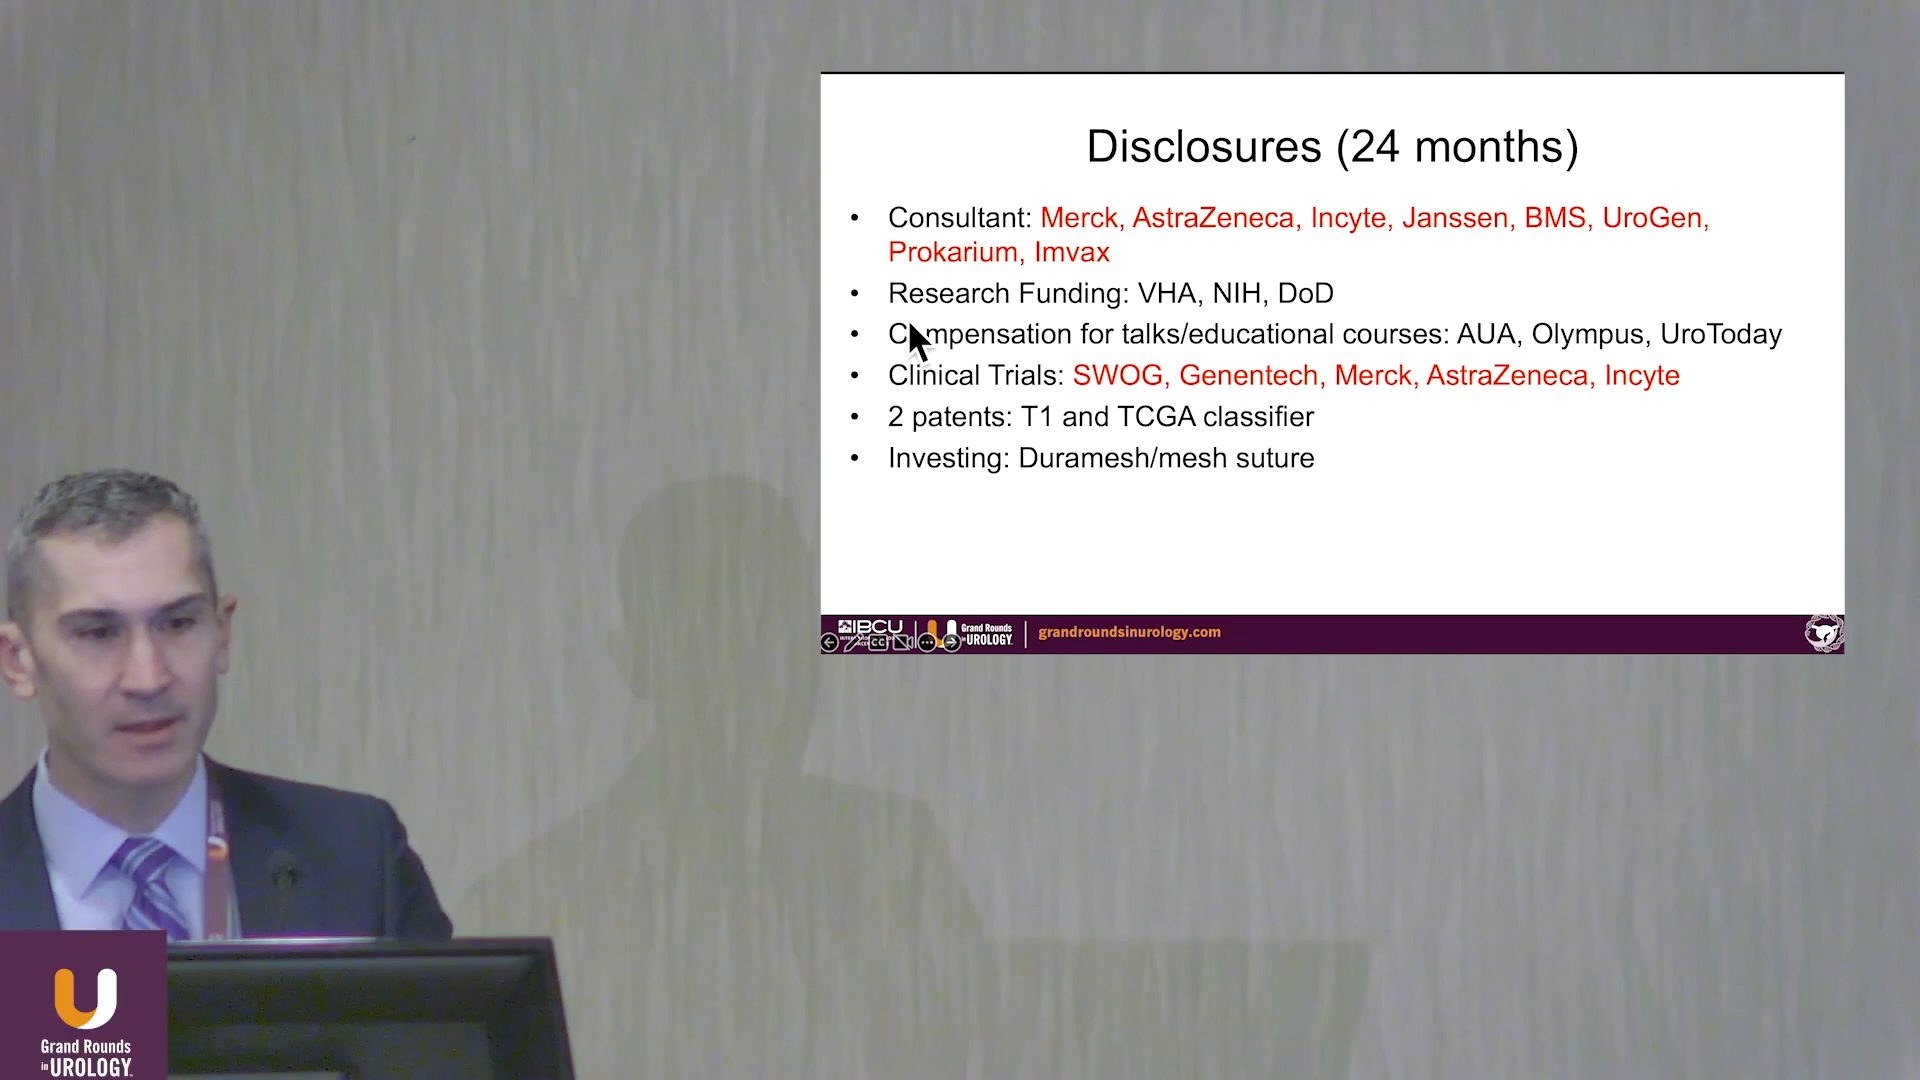 Disclosures (24 months)
• Consultant: Merck, AstraZeneca, Incyte, Janssen, BMS, UroGen,
Prokarium, Imvax
• Research Funding: VHA, NIH, DoD
• Compensation for talks/educational courses: AUA, Olympus, UroToday
• Clinical Trials: SWOG, Genentech, Merck, AstraZeneca, Incyte
• 2 patents: T1 and TCGA classifier
• Investing: Duramesh/mesh suture
IBCU
Grand Rounds
in UROLOGY
grandroundsinurology.com
CC
Grand Rounds
in UROLOGY